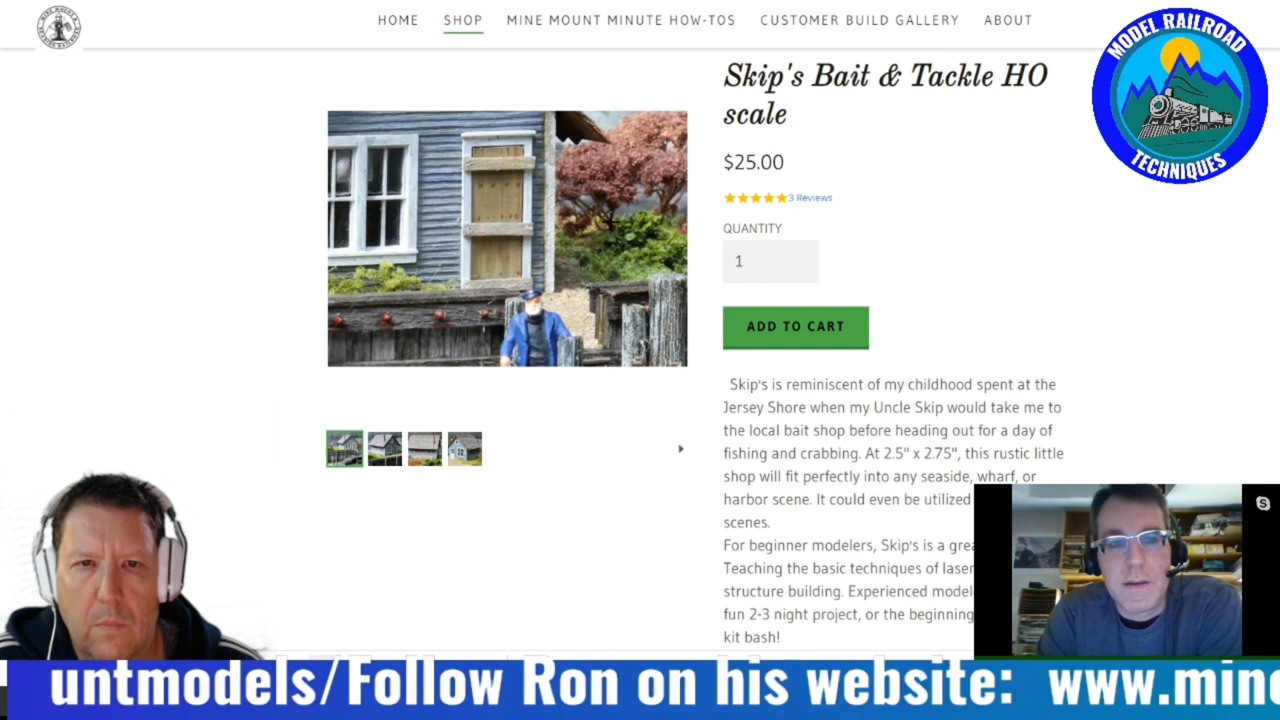 HOME SHOP MINE MOUNT MINUTE HOW-TOS CUSTOMER BUILD GALLERY ABOUT
MODEL RAILROAD
TECHNIQUES
Skip's Bait & Tackle HO
scale
$25.00
3 Reviews
QUANTITY
1
ADD TO CART
Skip's is reminiscent of my childhood spent at the
Jersey Shore when my Uncle Skip would take me to
the local bait shop before heading out for a day of
fishing and crabbing. At 2.5" x 2.75", this rustic little
shop will fit perfectly into any seaside, wharf, or
harbor scene. It could even be utilized
scenes.
For beginner modelers, Skip's is a
Teaching the basic techniques of
structure building. Experienced
fun 2-3 night project, or the beginning
kit bash!
untmodels/Follow Ron on his website: www.min